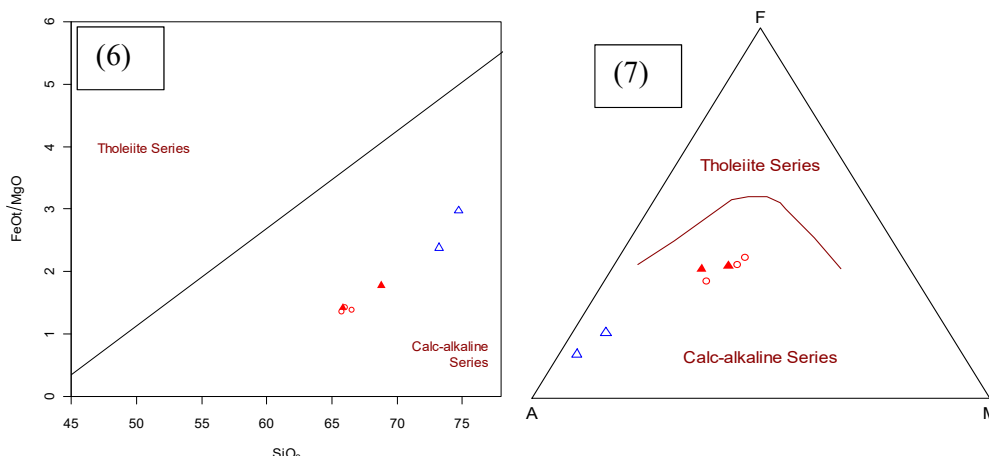 (6)
6
5
4
3
2
1
0
FeOt/MgO
Tholeiite Series
Calc-alkaline
Series
45
50
55
60
65
70
75
SiO₂
(7)
F
Tholeiite Series
Calc-alkaline Series
A
M